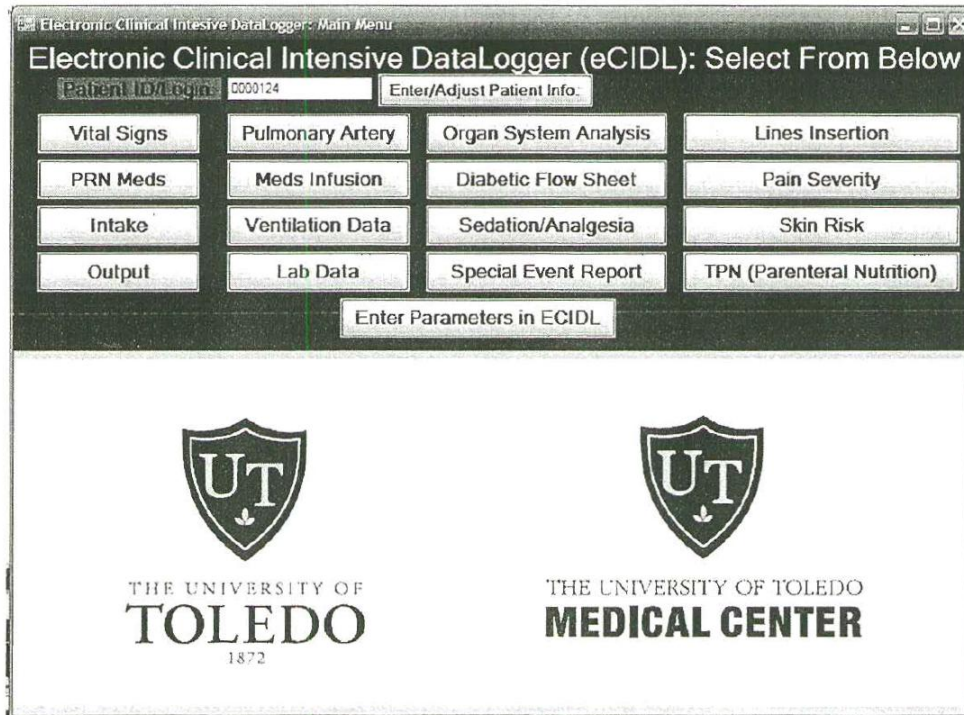 Electronic Clinical Intesive DataLogger: Main Menu
Electronic Clinical Intensive DataLogger (eCIDL): Select From Below
Patient ID/Login: 0000124 Enter/Adjust Patient Info.
Vital Signs Pulmonary Artery Organ System Analysis Lines Insertion
PRN Meds Meds Infusion Diabetic Flow Sheet Pain Severity
Intake Ventilation Data Sedation/Analgesia Skin Risk
Output Lab Data Special Event Report TPN (Parenteral Nutrition)
Enter Parameters in ECIDL
UT UT
THE UNIVERSITY OF
TOLEDO
1872
THE UNIVERSITY OF TOLEDO
MEDICAL CENTER